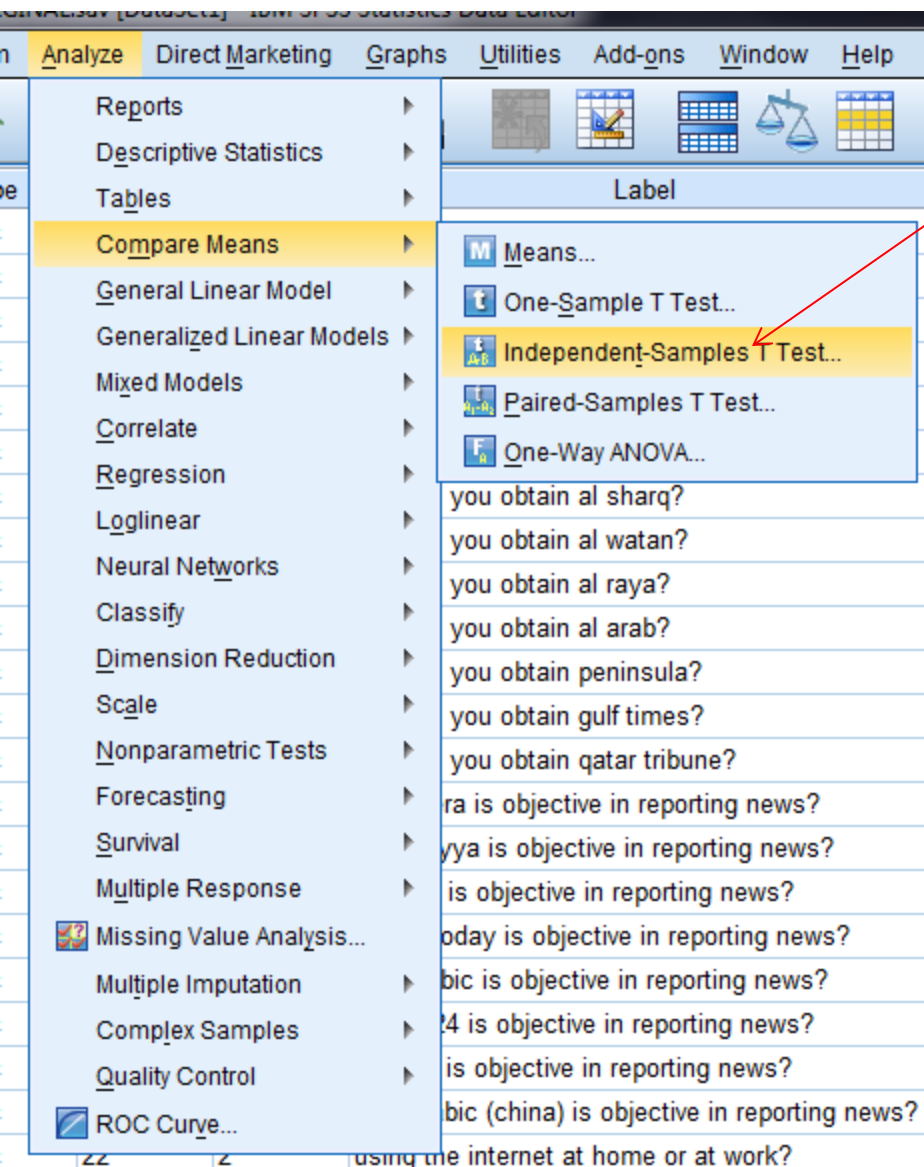 [DataSet1] - IBM SPSS Statistics Data Editor
Analyze Direct Marketing Graphs Utilities Add-ons Window Help
Label
Reports
Descriptive Statistics
Tables
Compare Means
General Linear Model
Generalized Linear Models
Mixed Models
Correlate
Regression
Loglinear
Neural Networks
Classify
Dimension Reduction
Scale
Nonparametric Tests
Forecasting
Survival
Multiple Response
Missing Value Analysis...
Multiple Imputation
Complex Samples
Quality Control
ROC Curve...
M Means...
t One-Sample T Test...
Independent-Samples T Test...
Paired-Samples T Test...
One-Way ANOVA...
you obtain al sharq?
you obtain al watan?
you obtain al raya?
you obtain al arab?
you obtain peninsula?
you obtain gulf times?
you obtain qatar tribune?
ra is objective in reporting news?
yya is objective in reporting news?
is objective in reporting news?
oday is objective in reporting news?
bic is objective in reporting news?
24 is objective in reporting news?
is objective in reporting news?
bic (china) is objective in reporting news?
22 2 using the internet at home or at work?